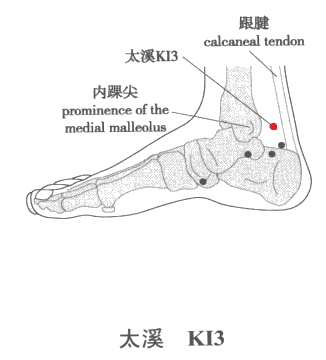 跟腱
calcaneal tendon
太溪KI3
内踝尖
prominence of the
medial malleolus
太溪 KI3